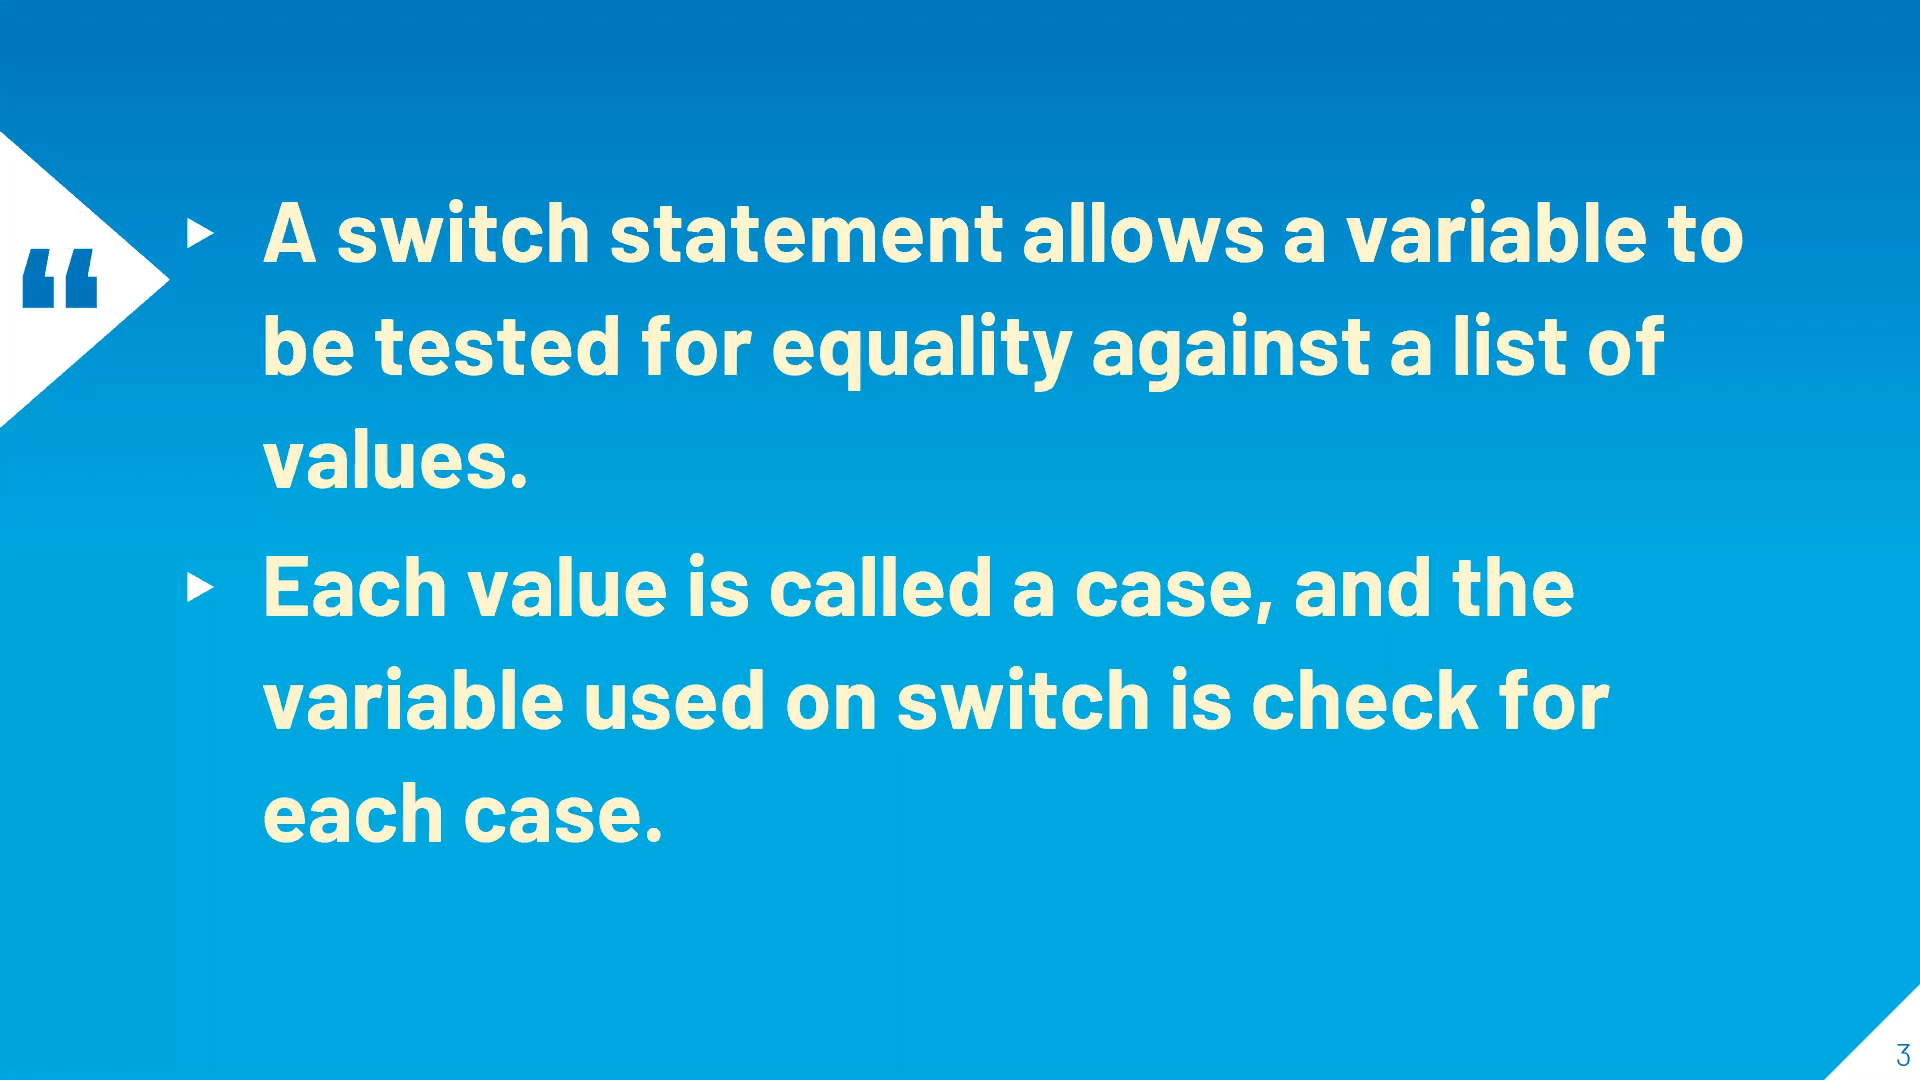 “
▸ A switch statement allows a variable to
be tested for equality against a list of
values.
▸ Each value is called a case, and the
variable used on switch is check for
each case.
3